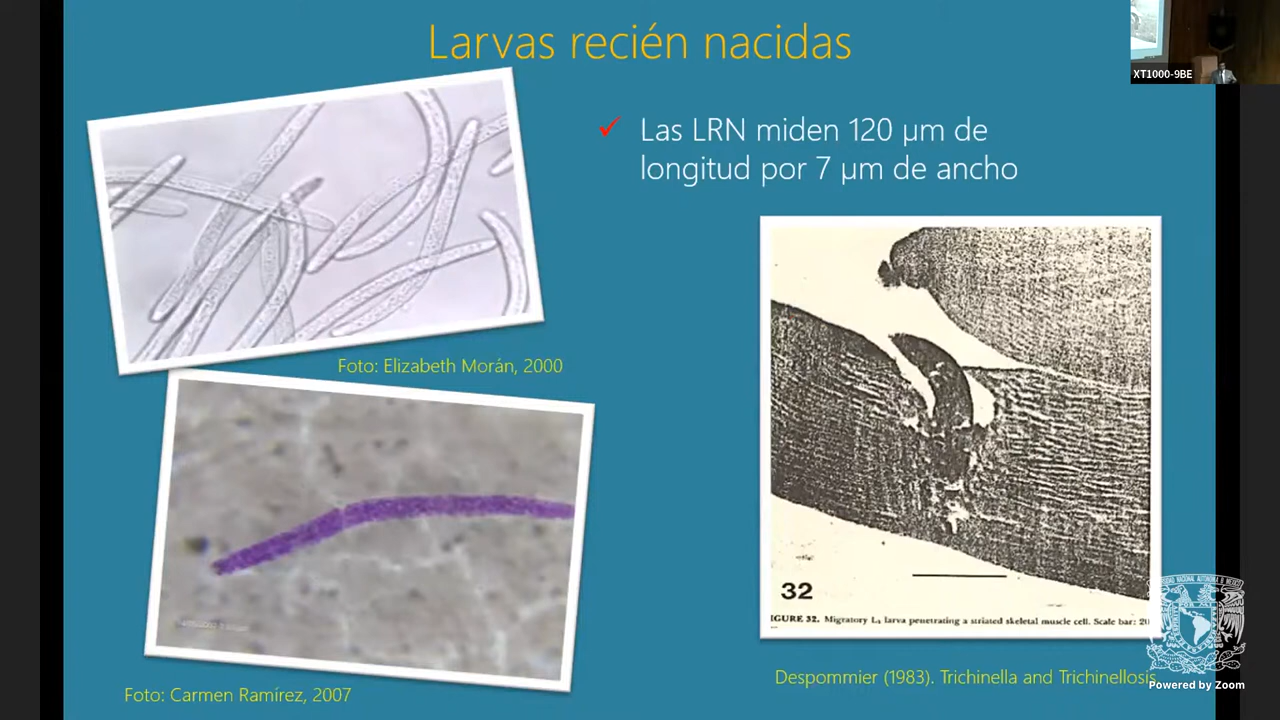 Larvas recién nacidas
XT1000-9BE
✓ Las LRN miden 120 µm de
longitud por 7 µm de ancho
Foto: Elizabeth Morán, 2000
32
IGURE 32. Migratory L₁ larva penetrating a striated skeletal muscle cell. Scale bar: 20
Despommier (1983). Trichinella and Trichinellosis
Foto: Carmen Ramírez, 2007
Powered by Zoom